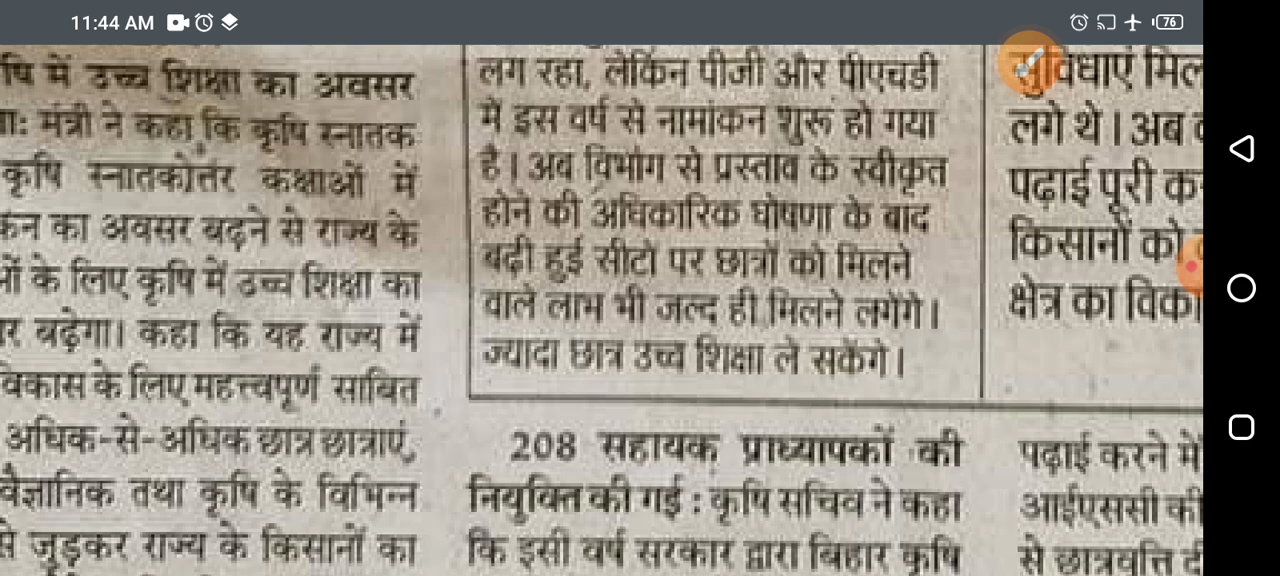 11:44 AM
76
षि में उच्च शिक्षा का अवसर
मंत्री ने कहा कि कृषि स्नातक
कृषि स्नातकोत्तर कक्षाओं में
का अवसर बढ़ने से राज्य के
के लिए कृषि में उच्च शिक्षा का
बढ़ेगा। कहा कि यह राज्य में
विकास के लिए महत्त्वपूर्ण साबित
अधिक-से-अधिक छात्र छात्राएं,
वैज्ञानिक तथा कृषि के विभिन्न
से जुड़कर राज्य के किसानों का
लग रहा, लेकिन पीजी और पीएचडी
में इस वर्ष से नामांकन शुरू हो गया
है। अब विभाग से प्रस्ताव के स्वीकृत
होने की अधिकारिक घोषणा के बाद
बढ़ी हुई सीटों पर छात्रों को मिलने
वाले लाभ भी जल्द ही मिलने लगेंगे।
ज्यादा छात्र उच्च शिक्षा ले सकेंगे।
208 सहायक प्राध्यापकों की
नियुक्ति की गई : कृषि सचिव ने कहा
कि इसी वर्ष सरकार द्वारा बिहार कृषि
सुविधाएं मिल
लगे थे। अब
पढ़ाई पूरी
किसानों को
क्षेत्र का
पढ़ाई करने में
आईएससी की
से छात्रवृत्ति